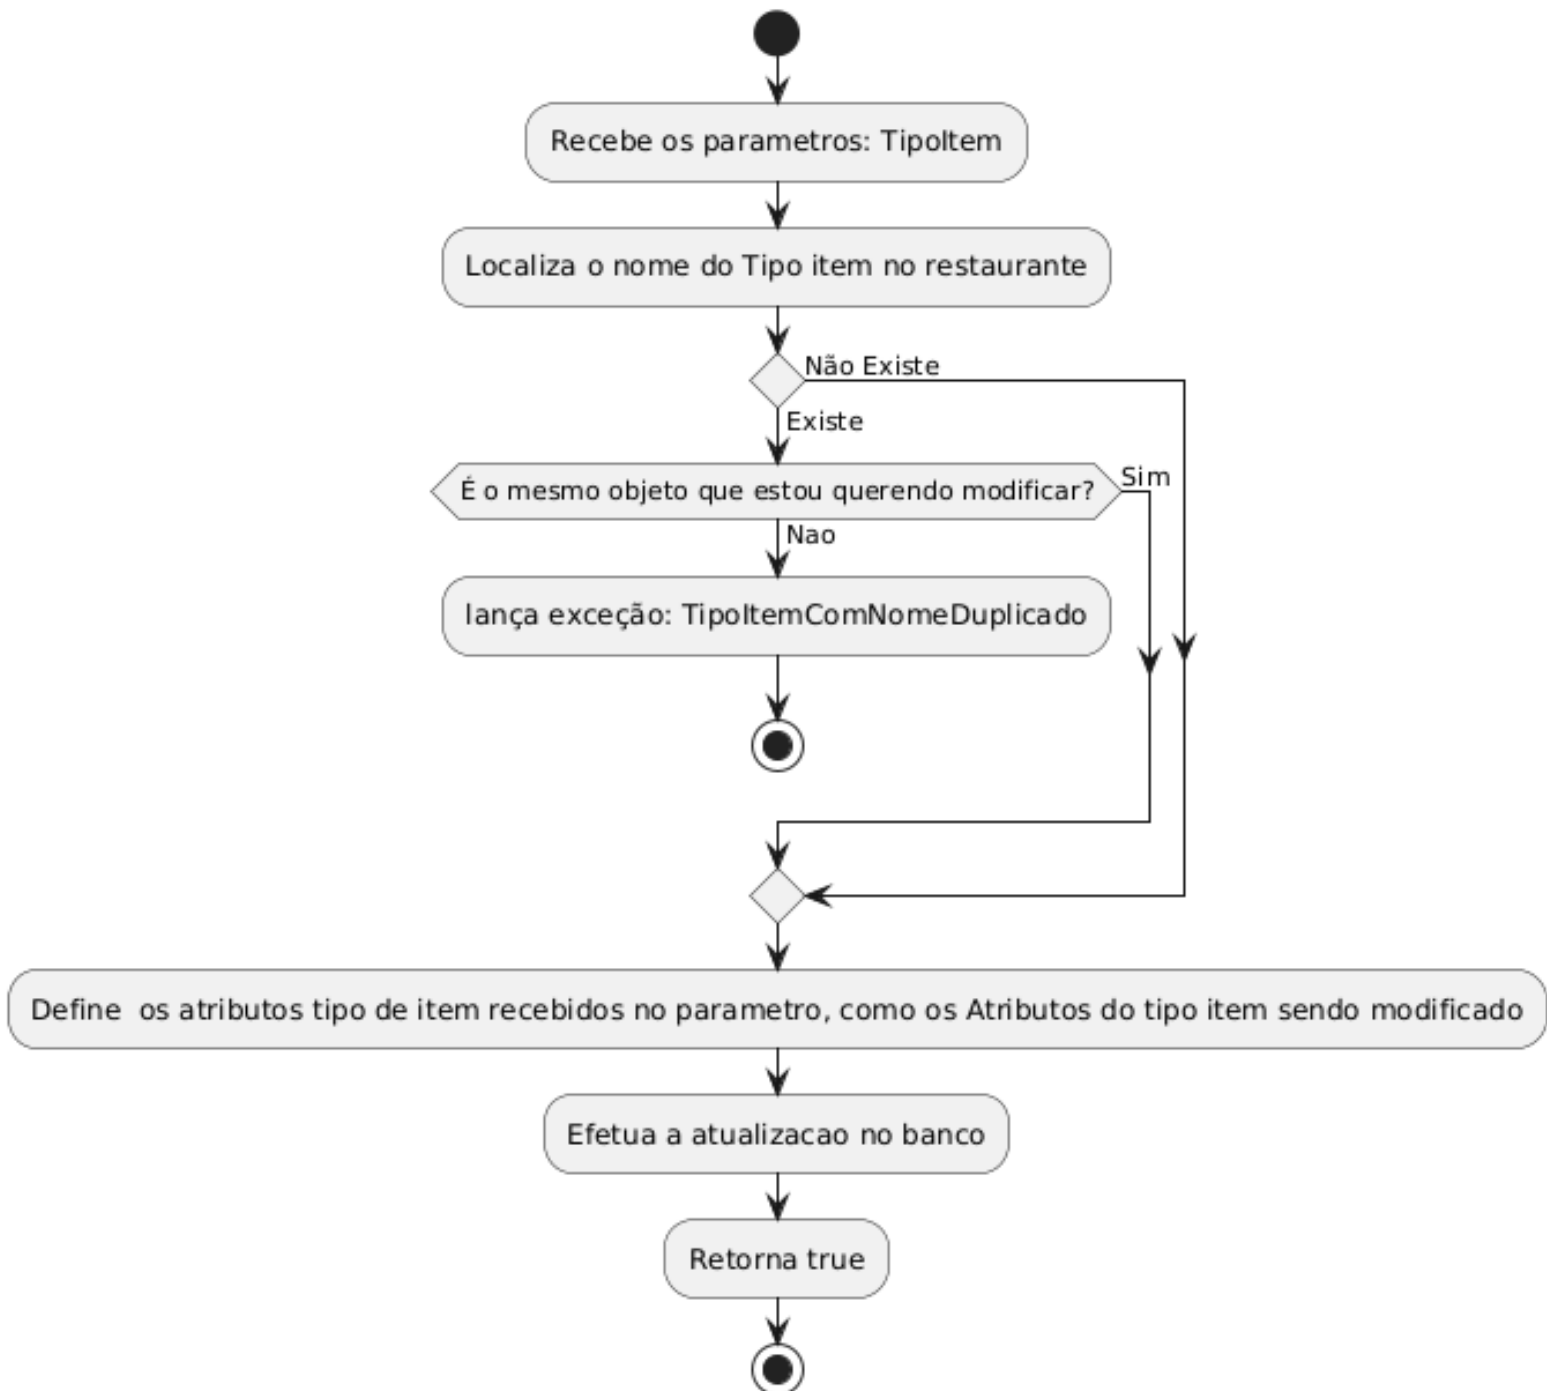 Recebe os parametros: TipoItem
Localiza o nome do Tipo item no restaurante
Não Existe
Existe
É o mesmo objeto que estou querendo modificar?
Sim
Nao
lança exceção: TipoItemComNomeDuplicado
Define  os atributos tipo de item recebidos no parametro, como os Atributos do tipo item sendo modificado
Efetua a atualizacao no banco
Retorna true